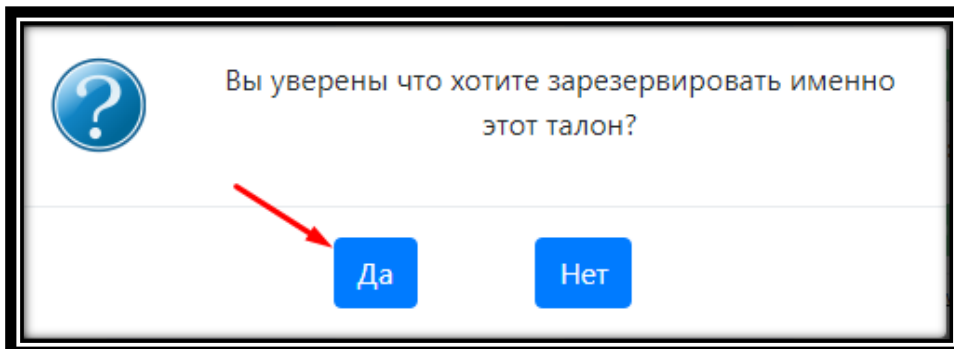 Вы уверены что хотите зарезервировать именно
этот талон?
Да
Нет